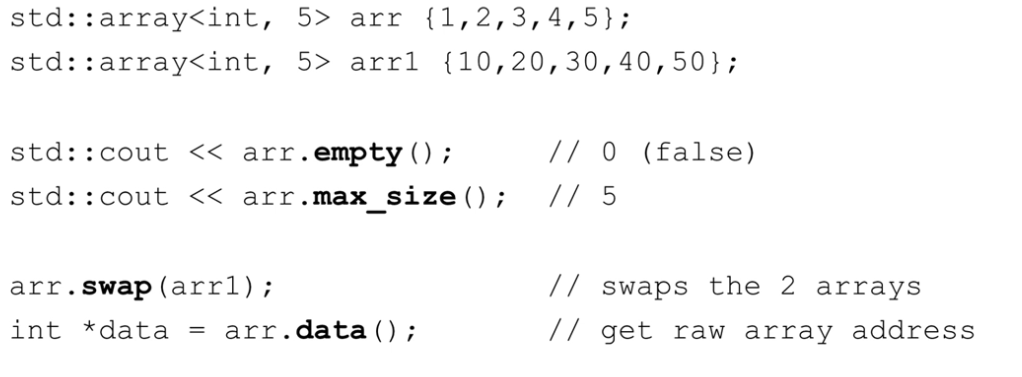 std::array<int, 5> arr {1,2,3,4,5};
std::array<int, 5> arr1 {10,20,30,40,50};
std::cout << arr.empty(); // 0 (false)
std::cout << arr.max_size(); // 5
arr.swap(arr1); // swaps the 2 arrays
int *data = arr.data(); // get raw array address